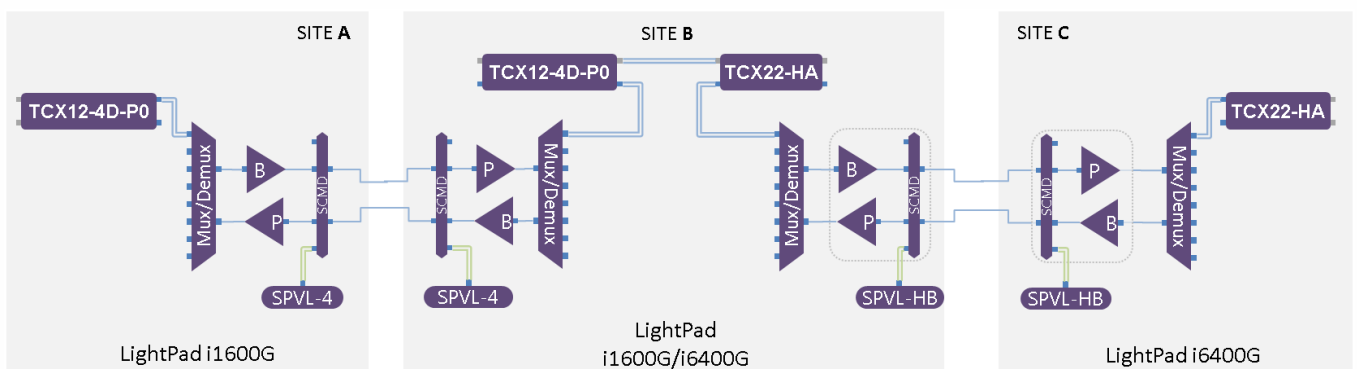 SITE A
TCX12-4D-P0
Mux/Demux
B
P
SCMD
SPVL-4
LightPad i1600G
SITE B
TCX12-4D-P0
TCX22-HA
SCMD
P
B
Mux/Demux
SPVL-4
Mux/Demux
B
P
SCMD
SPVL-HB
LightPad
i1600G/i6400G
SITE C
TCX22-HA
SCMD
P
B
Mux/Demux
SPVL-HB
LightPad i6400G